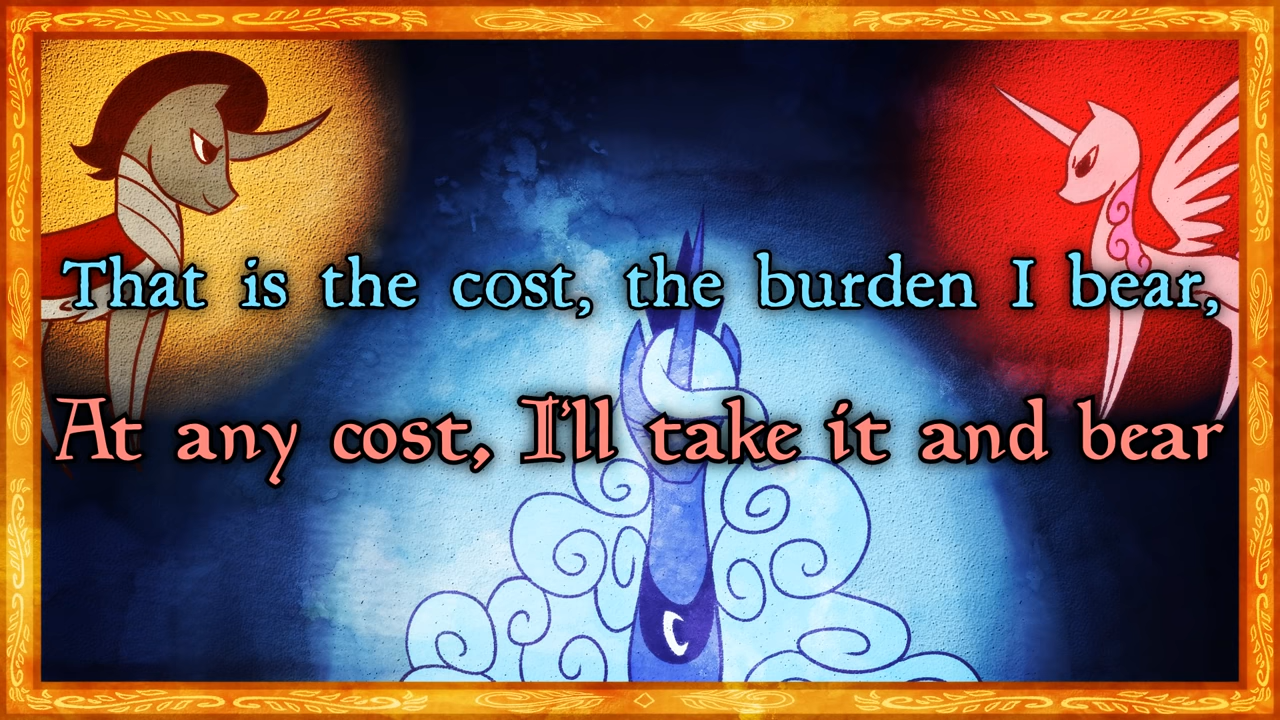 That is the cost, the burden I bear,
At any cost, I'll take it and bear